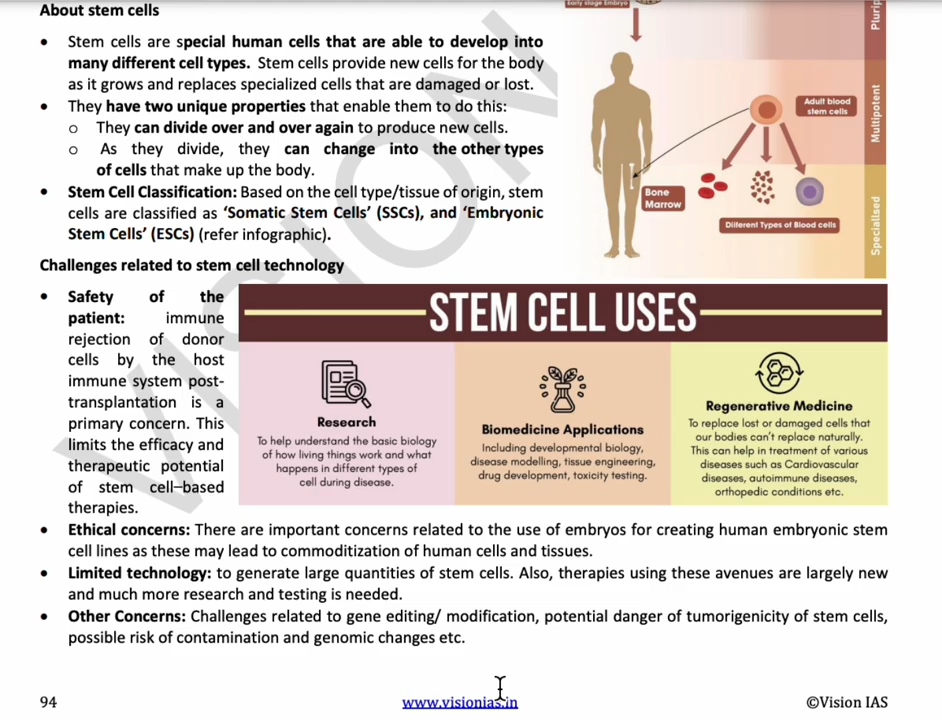 Early stage Embryo
Plurip
About stem cells
• Stem cells are special human cells that are able to develop into
many different cell types. Stem cells provide new cells for the body
as it grows and replaces specialized cells that are damaged or lost.
• They have two unique properties that enable them to do this:
o They can divide over and over again to produce new cells.
o As they divide, they can change into the other types
of cells that make up the body.
• Stem Cell Classification: Based on the cell type/tissue of origin, stem
cells are classified as ‘Somatic Stem Cells’ (SSCs), and ‘Embryonic
Stem Cells’ (ESCs) (refer infographic).
Adult blood
stem cells
Multipotent
Bone
Marrow
Different Types of Blood cells
Specialised
Challenges related to stem cell technology
• Safety of the
patient: immune
rejection of donor
cells by the host
immune system post-
transplantation is a
primary concern. This
limits the efficacy and
therapeutic potential
of stem cell–based
therapies.
STEM CELL USES
Research
To help understand the basic biology
of how living things work and what
happens in different types of
cell during disease.
Biomedicine Applications
Including developmental biology,
disease modelling, tissue engineering,
drug development, toxicity testing.
Regenerative Medicine
To replace lost or damaged cells that
our bodies can’t replace naturally.
This can help in treatment of various
diseases such as Cardiovascular
diseases, autoimmune diseases,
orthopedic conditions etc.
• Ethical concerns: There are important concerns related to the use of embryos for creating human embryonic stem
cell lines as these may lead to commoditization of human cells and tissues.
• Limited technology: to generate large quantities of stem cells. Also, therapies using these avenues are largely new
and much more research and testing is needed.
• Other Concerns: Challenges related to gene editing/ modification, potential danger of tumorigenicity of stem cells,
possible risk of contamination and genomic changes etc.
VISION
94
www.visionias.in
©Vision IAS